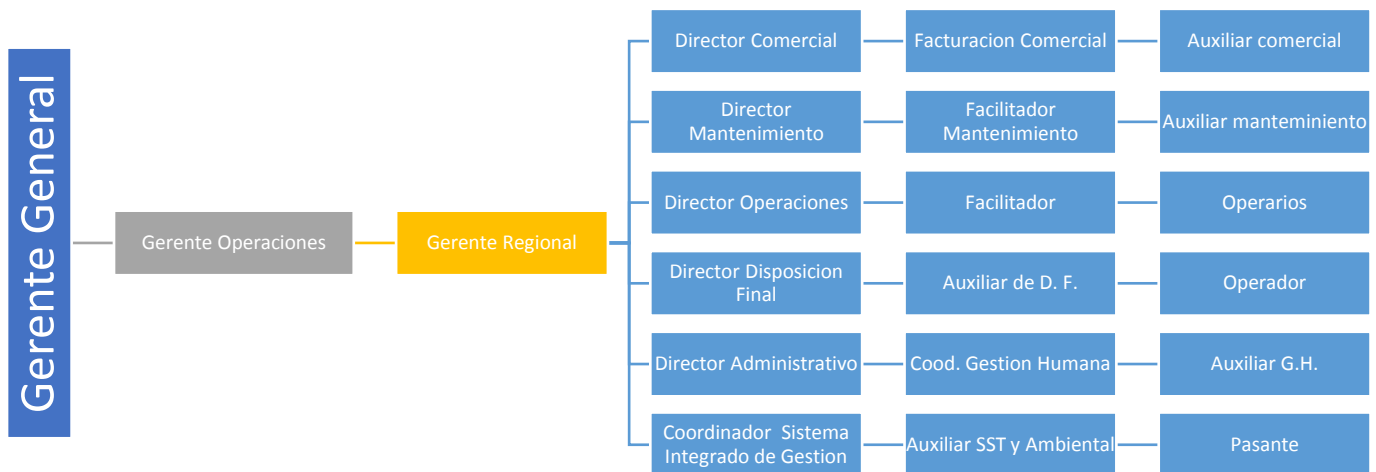 Gerente General
Gerente Operaciones
Gerente Regional
Director Comercial
Facturacion Comercial
Auxiliar comercial
Director
Mantenimiento
Facilitador
Mantenimiento
Auxiliar manteminiento
Director Operaciones
Facilitador
Operarios
Director Disposicion
Final
Auxiliar de D. F.
Operador
Director Administrativo
Cood. Gestion Humana
Auxiliar G.H.
Coordinador Sistema
Integrado de Gestion
Auxiliar SST y Ambiental
Pasante